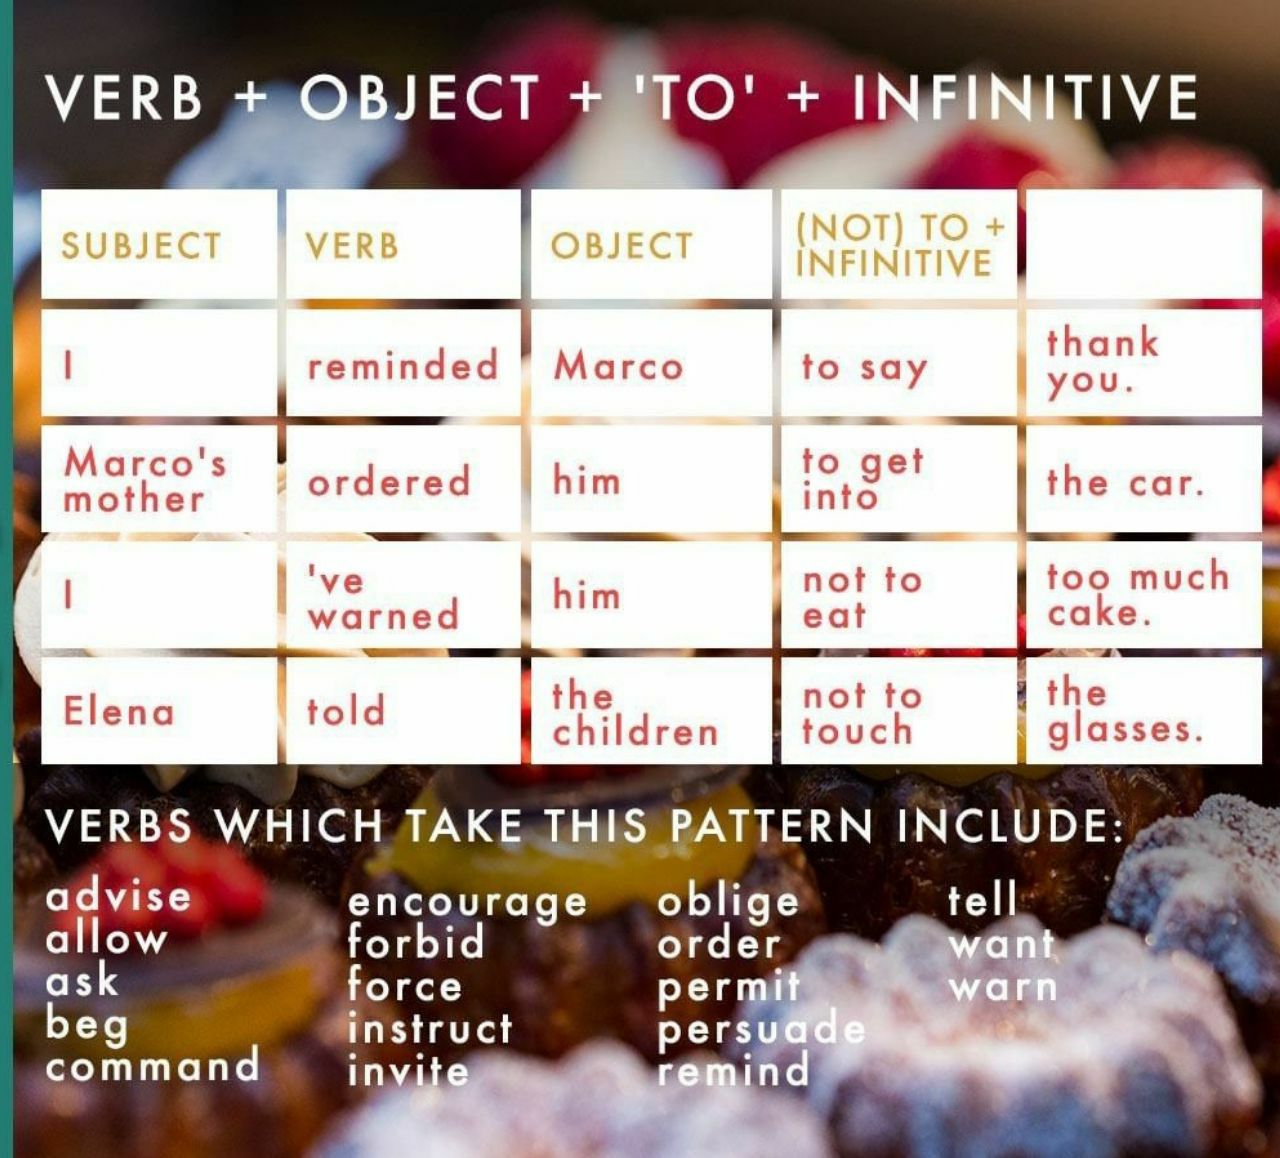 VERB + OBJECT + 'TO' + INFINITIVE
SUBJECT
VERB
OBJECT
(NOT) TO +
INFINITIVE
I
reminded
Marco
to say
thank
you.
Marco's
mother
ordered
him
to get
into
the car.
I
've
warned
him
not to
eat
too much
cake.
Elena
told
the
children
not to
touch
the
glasses.
VERBS WHICH TAKE THIS PATTERN INCLUDE:
advise
allow
ask
beg
command
encourage
forbid
force
instruct
invite
oblige
order
permit
persuade
remind
tell
want
warn